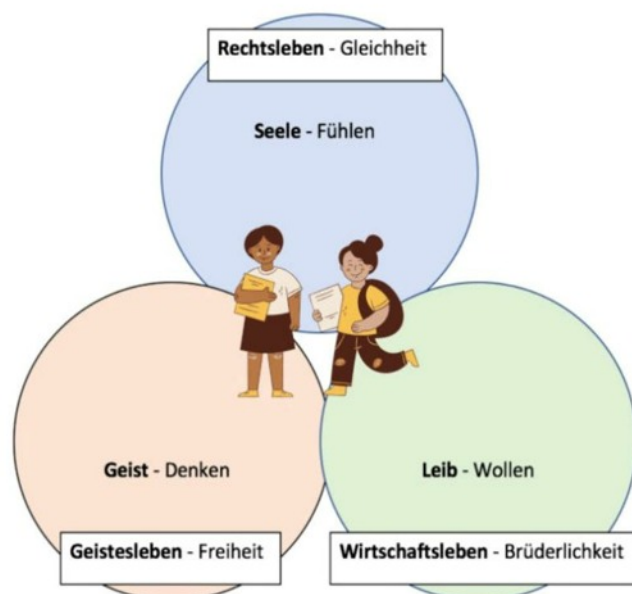 Rechtsleben - Gleichheit
Seele - Fühlen
Geist - Denken
Leib - Wollen
Geistesleben - Freiheit
Wirtschaftsleben - Brüderlichkeit